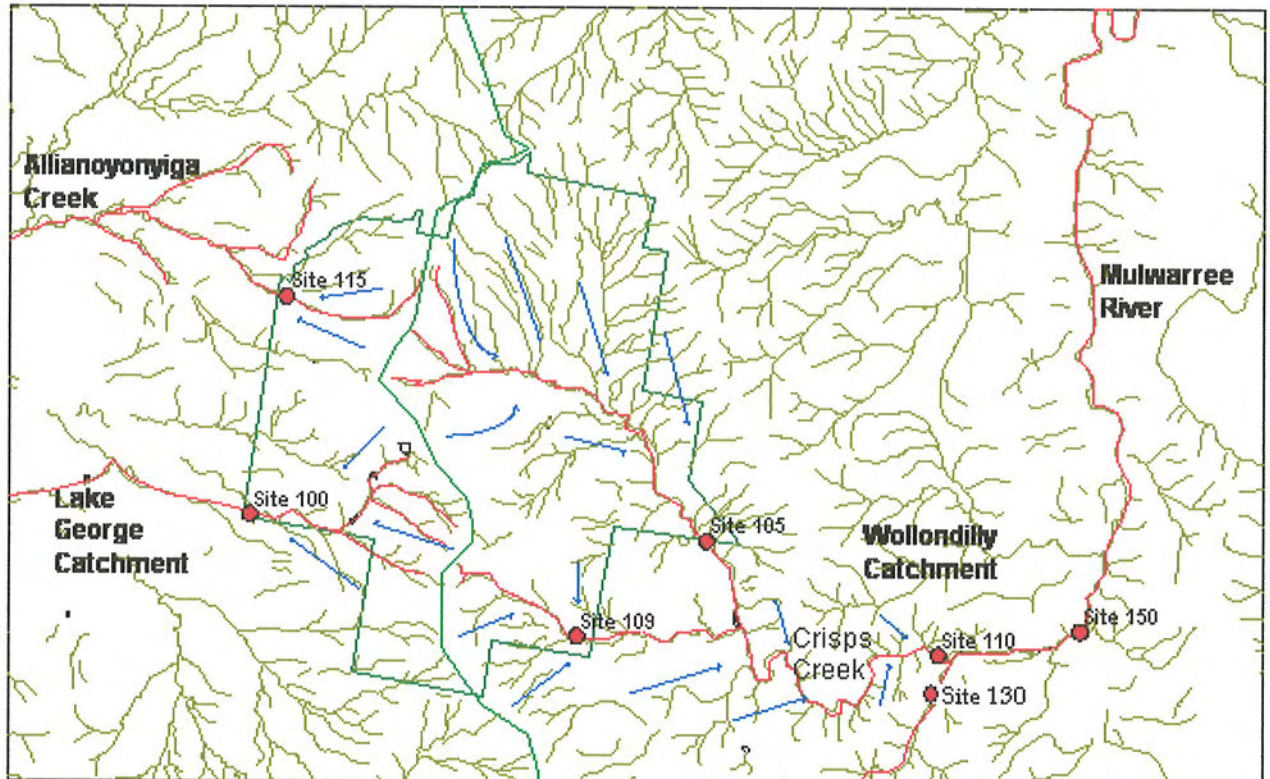 Allianoyonyiga
Creek
Site 115
Mulwarree
River
Lake
George
Catchment
Site 100
Site 105
Wollondilly
Catchment
Site 109
Crisps
Creek
Site 110
Site 150
Site 130